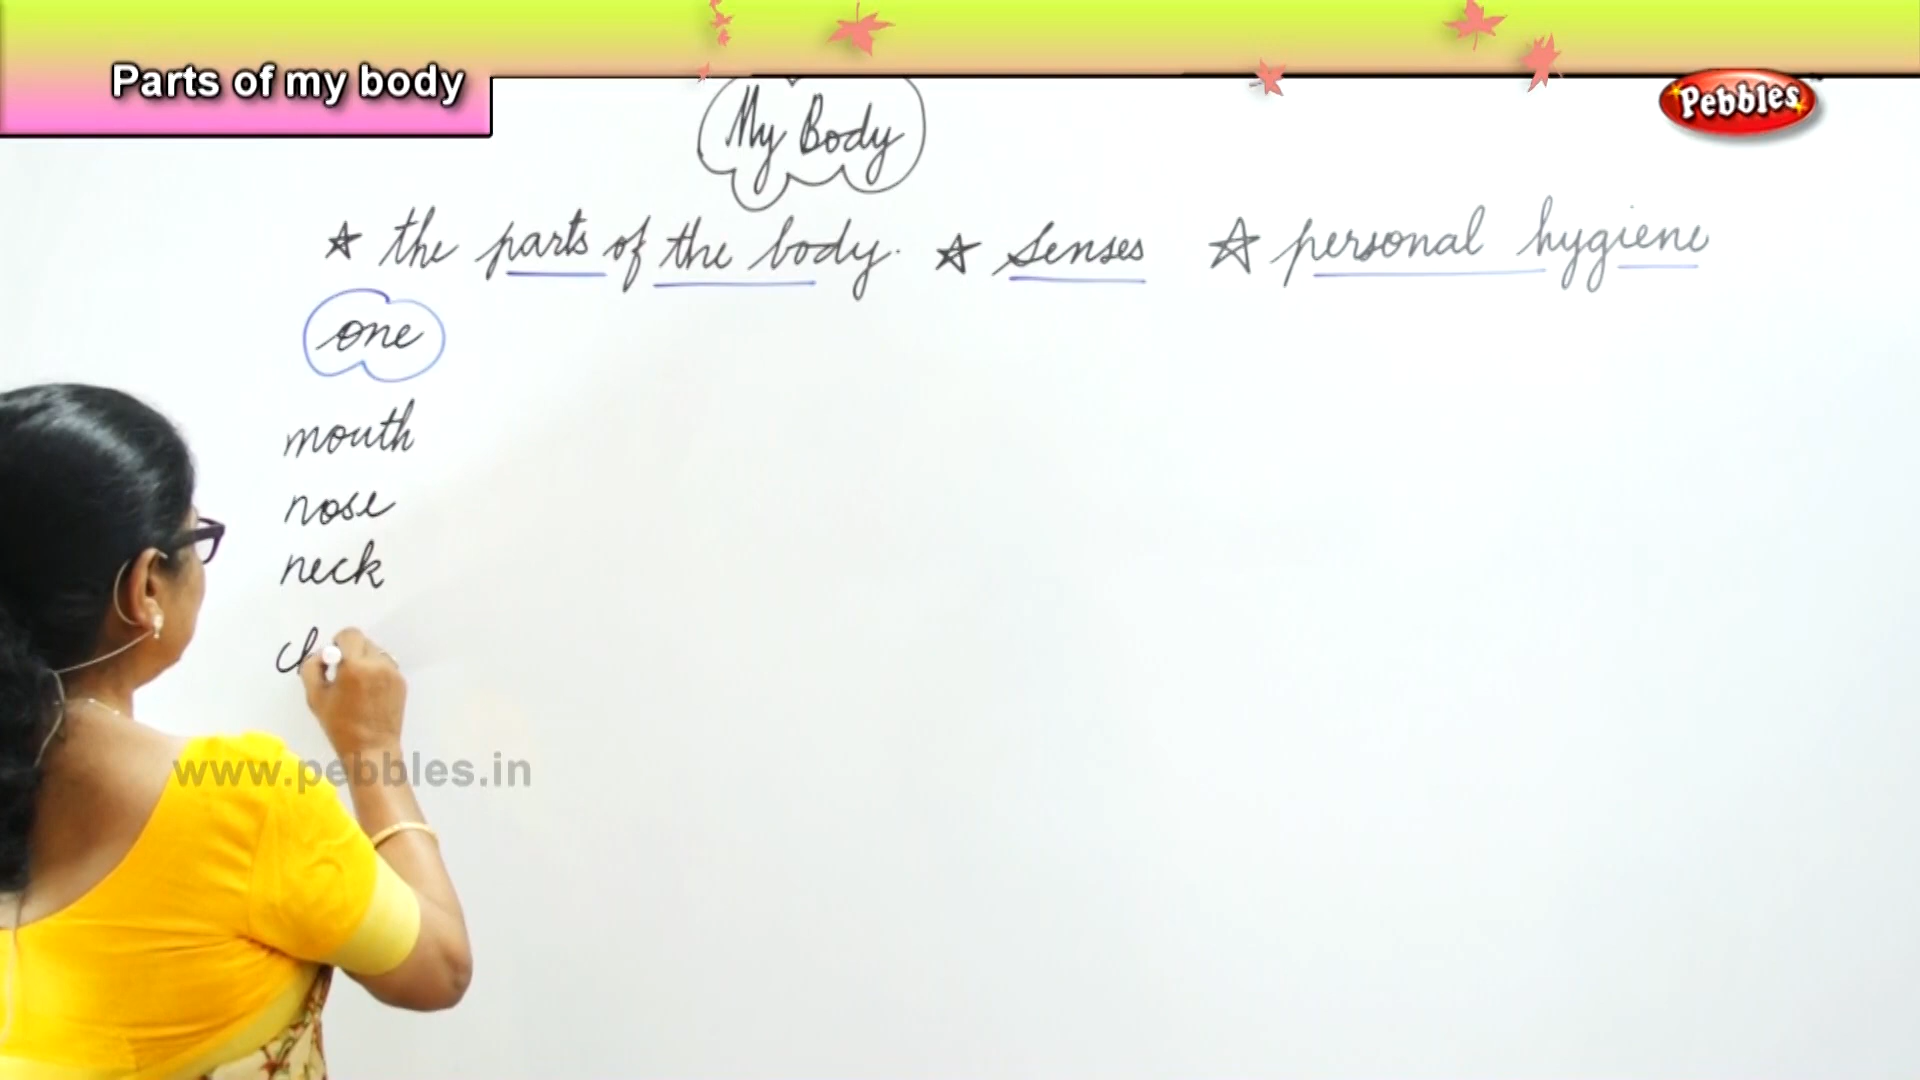 Parts of my body
Pebbles
My Body
☆ the parts of the body. ☆ senses ☆ personal hygiene
one
mouth
nose
neck
www.pebbles.in